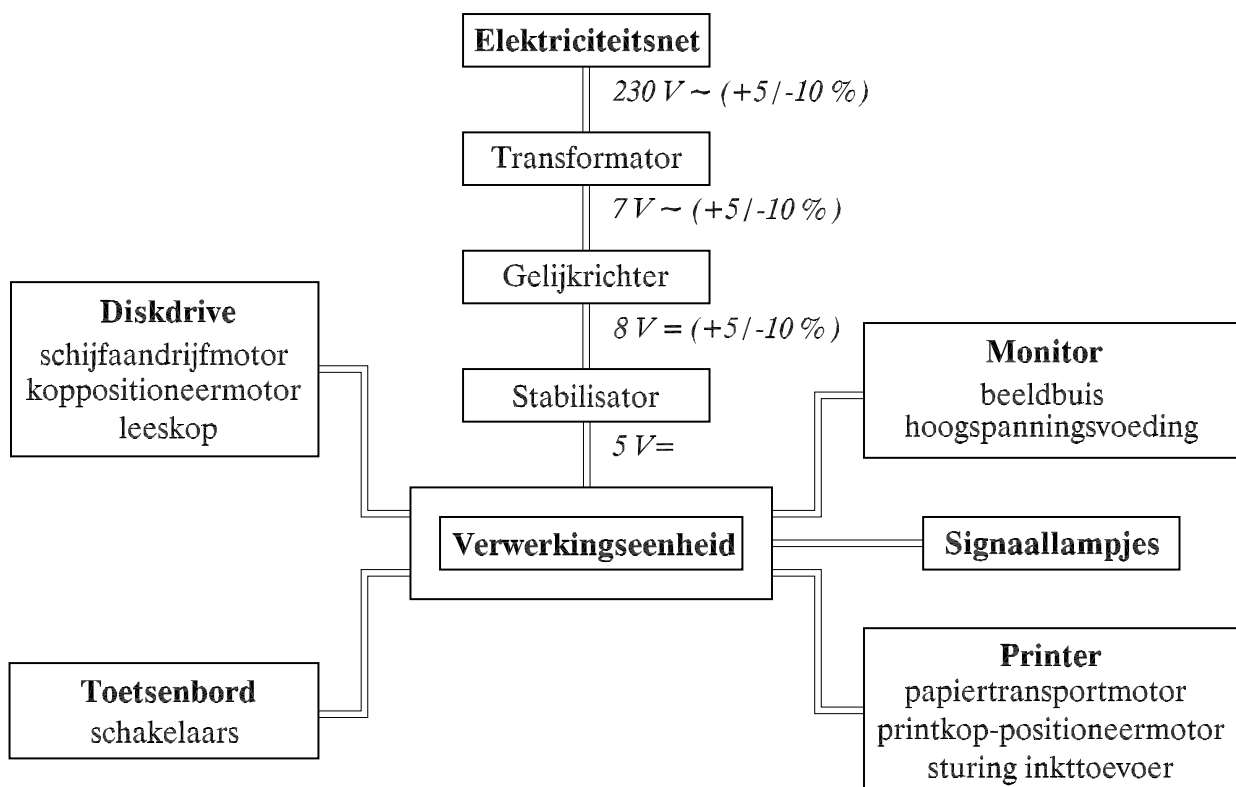 Elektriciteitsnet
230 V ~ (+5/-10 %)
Transformator
7 V ~ (+5/-10 %)
Gelijkrichter
8 V = (+5/-10 %)
Stabilisator
5 V=
Diskdrive
schijfaandrijfmotor
koppositioneermotor
leeskop
Monitor
beeldbuis
hoogspanningsvoeding
Verwerkingseenheid
Signaallampjes
Toetsenbord
schakelaars
Printer
papiertransportmotor
printkop-positioneermotor
sturing inkttoevoer